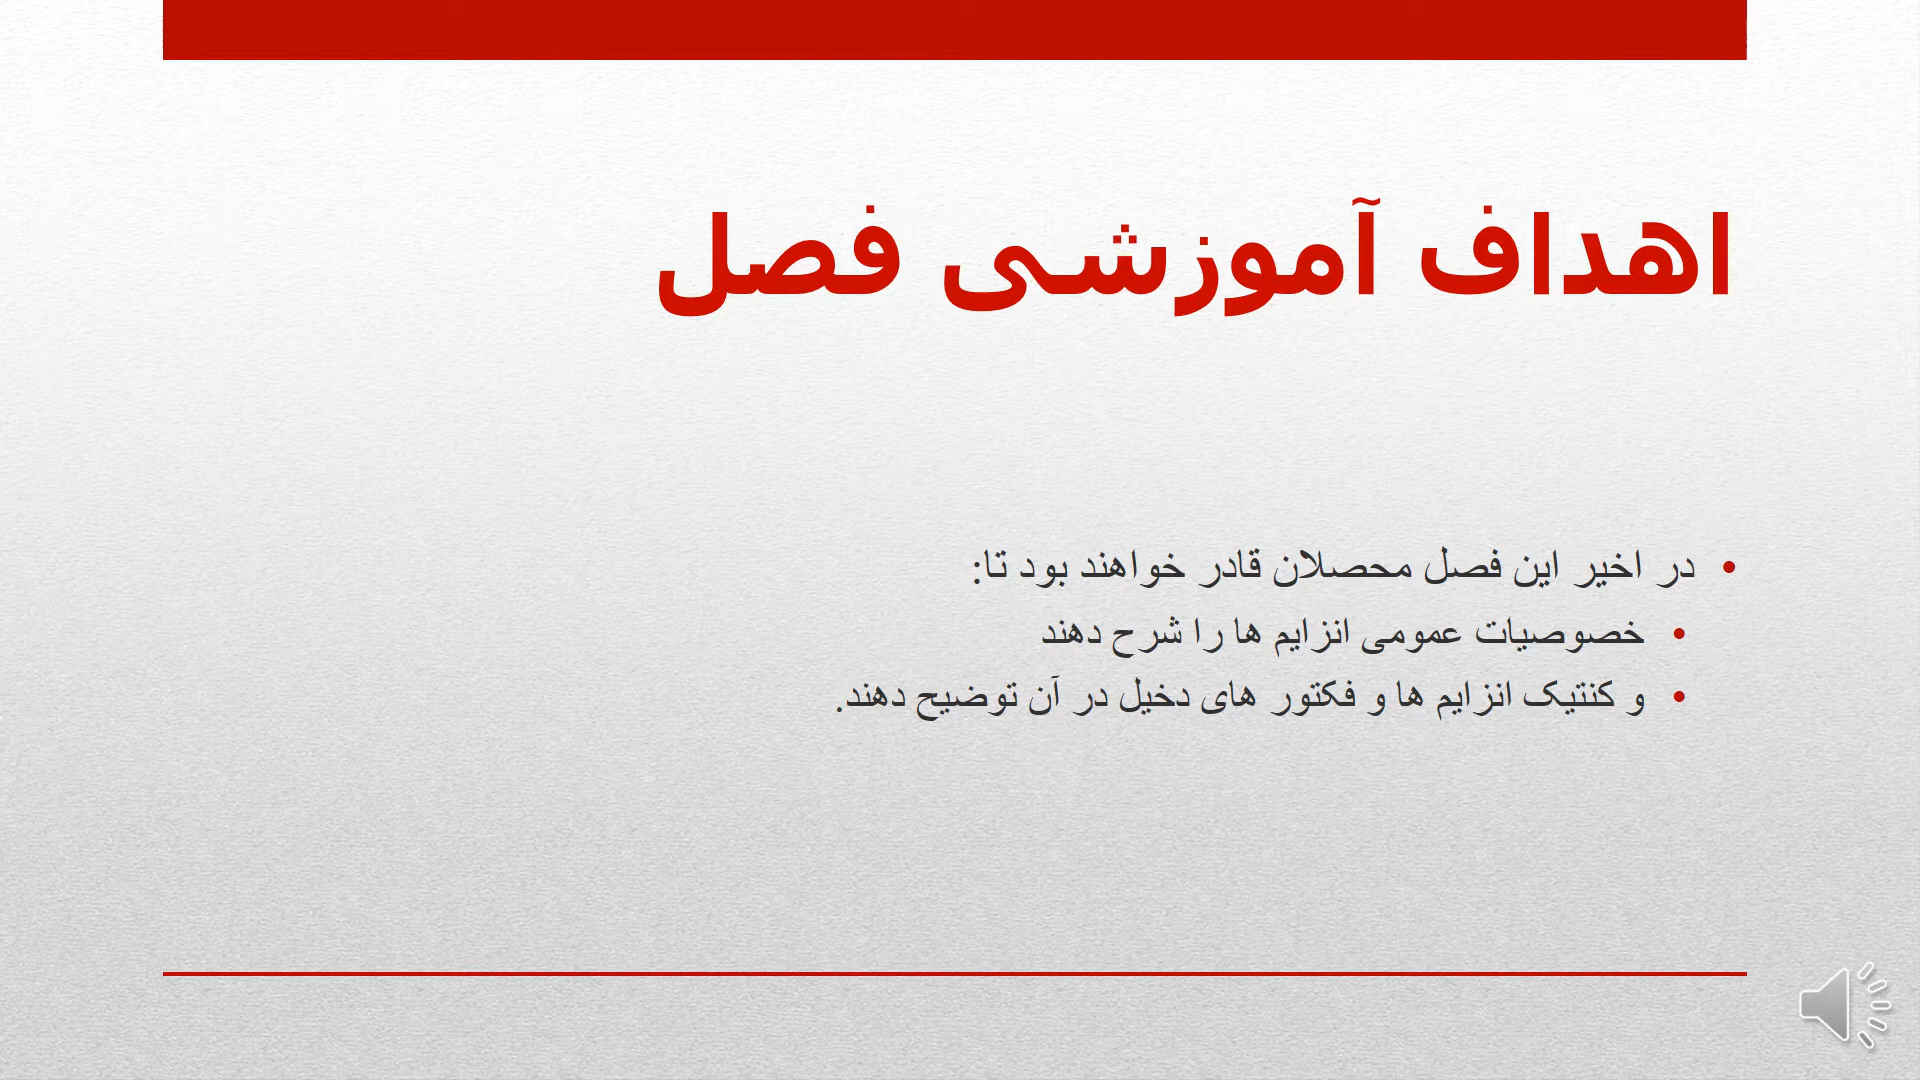 اهداف آموزشی فصل
• در اخیر این فصل محصلان قادر خواهند بود تا:
• خصوصیات عمومی انزایم ها را شرح دهند
• و کنتیک انزایم ها و فکتور های دخیل در آن توضیح دهند.